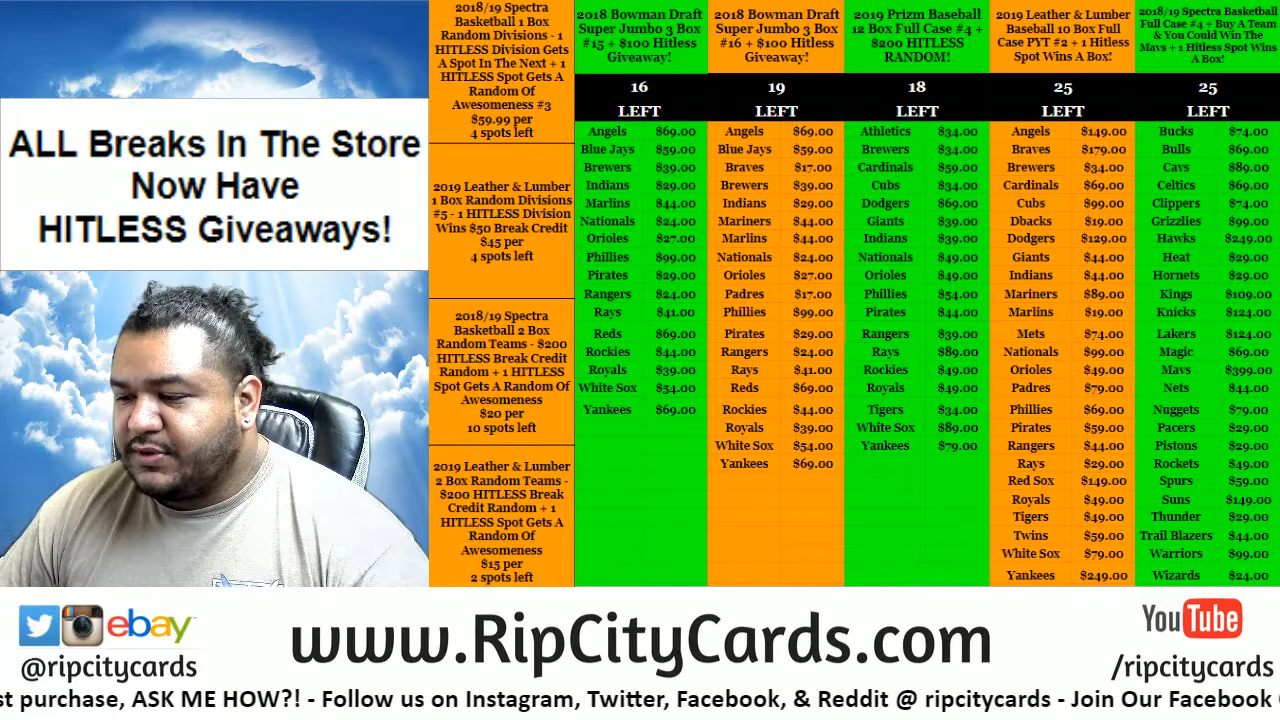 ALL Breaks In The Store
Now Have
HITLESS Giveaways!
2018/19 Spectra
Basketball 1 Box
Random Divisions - 1
HITLESS Division Gets
A Spot In The Next + 1
HITLESS Spot Gets A
Random Of
Awesomeness #3
$59.99 per
4 spots left
2019 Leather & Lumber
1 Box Random Divisions
#5 - 1 HITLESS Division
Wins $50 Break Credit
$45 per
4 spots left
2018/19 Spectra
Basketball 2 Box
Random Teams - $200
HITLESS Break Credit
Random + 1 HITLESS
Spot Gets A Random Of
Awesomeness
$20 per
10 spots left
2019 Leather & Lumber
2 Box Random Teams -
$200 HITLESS Break
Credit Random + 1
HITLESS Spot Gets A
Random Of
Awesomeness
$15 per
2 spots left
2018 Bowman Draft
Super Jumbo 3 Box
#15 + $100 Hitless
Giveaway!
16
LEFT
Angels $69.00
Blue Jays $59.00
Brewers $39.00
Indians $29.00
Marlins $44.00
Nationals $24.00
Orioles $27.00
Phillies $99.00
Pirates $29.00
Rangers $24.00
Rays $41.00
Reds $69.00
Rockies $44.00
Royals $39.00
White Sox $54.00
Yankees $69.00
2018 Bowman Draft
Super Jumbo 3 Box
#16 + $100 Hitless
Giveaway!
19
LEFT
Angels $69.00
Blue Jays $59.00
Braves $17.00
Brewers $39.00
Indians $29.00
Mariners $44.00
Marlins $44.00
Nationals $24.00
Orioles $27.00
Padres $17.00
Phillies $99.00
Pirates $29.00
Rangers $24.00
Rays $41.00
Reds $69.00
Rockies $44.00
Royals $39.00
White Sox $54.00
Yankees $69.00
2019 Prizm Baseball
12 Box Full Case #4 +
$200 HITLESS
RANDOM!
18
LEFT
Athletics $34.00
Brewers $34.00
Cardinals $59.00
Cubs $34.00
Dodgers $69.00
Giants $39.00
Indians $39.00
Nationals $49.00
Orioles $49.00
Phillies $54.00
Pirates $44.00
Rangers $39.00
Rays $89.00
Rockies $49.00
Royals $49.00
Tigers $34.00
White Sox $89.00
Yankees $79.00
2019 Leather & Lumber
Baseball 10 Box Full
Case PYT #2 + 1 Hitless
Spot Wins A Box!
25
LEFT
Angels $149.00
Braves $179.00
Brewers $34.00
Cardinals $69.00
Cubs $99.00
Dbacks $19.00
Dodgers $129.00
Giants $44.00
Indians $44.00
Mariners $89.00
Marlins $19.00
Mets $74.00
Nationals $99.00
Orioles $49.00
Padres $79.00
Phillies $69.00
Pirates $59.00
Rangers $44.00
Rays $29.00
Red Sox $149.00
Royals $49.00
Tigers $49.00
Twins $59.00
White Sox $79.00
Yankees $249.00
2018/19 Spectra Basketball
Full Case #4 + Buy A Team
& You Could Win The
Mavs + 1 Hitless Spot Wins
A Box!
25
LEFT
Bucks $74.00
Bulls $69.00
Cavs $89.00
Celtics $69.00
Clippers $74.00
Grizzlies $99.00
Hawks $249.00
Heat $29.00
Hornets $29.00
Kings $109.00
Knicks $124.00
Lakers $124.00
Magic $69.00
Mavs $399.00
Nets $44.00
Nuggets $79.00
Pacers $29.00
Pistons $29.00
Rockets $49.00
Spurs $59.00
Suns $149.00
Thunder $29.00
Trail Blazers $44.00
Warriors $99.00
Wizards $24.00
ebay
@ripcitycards
www.RipCityCards.com
YouTube
/ripcitycards
st purchase, ASK ME HOW?! - Follow us on Instagram, Twitter, Facebook, & Reddit @ ripcitycards - Join Our Facebook